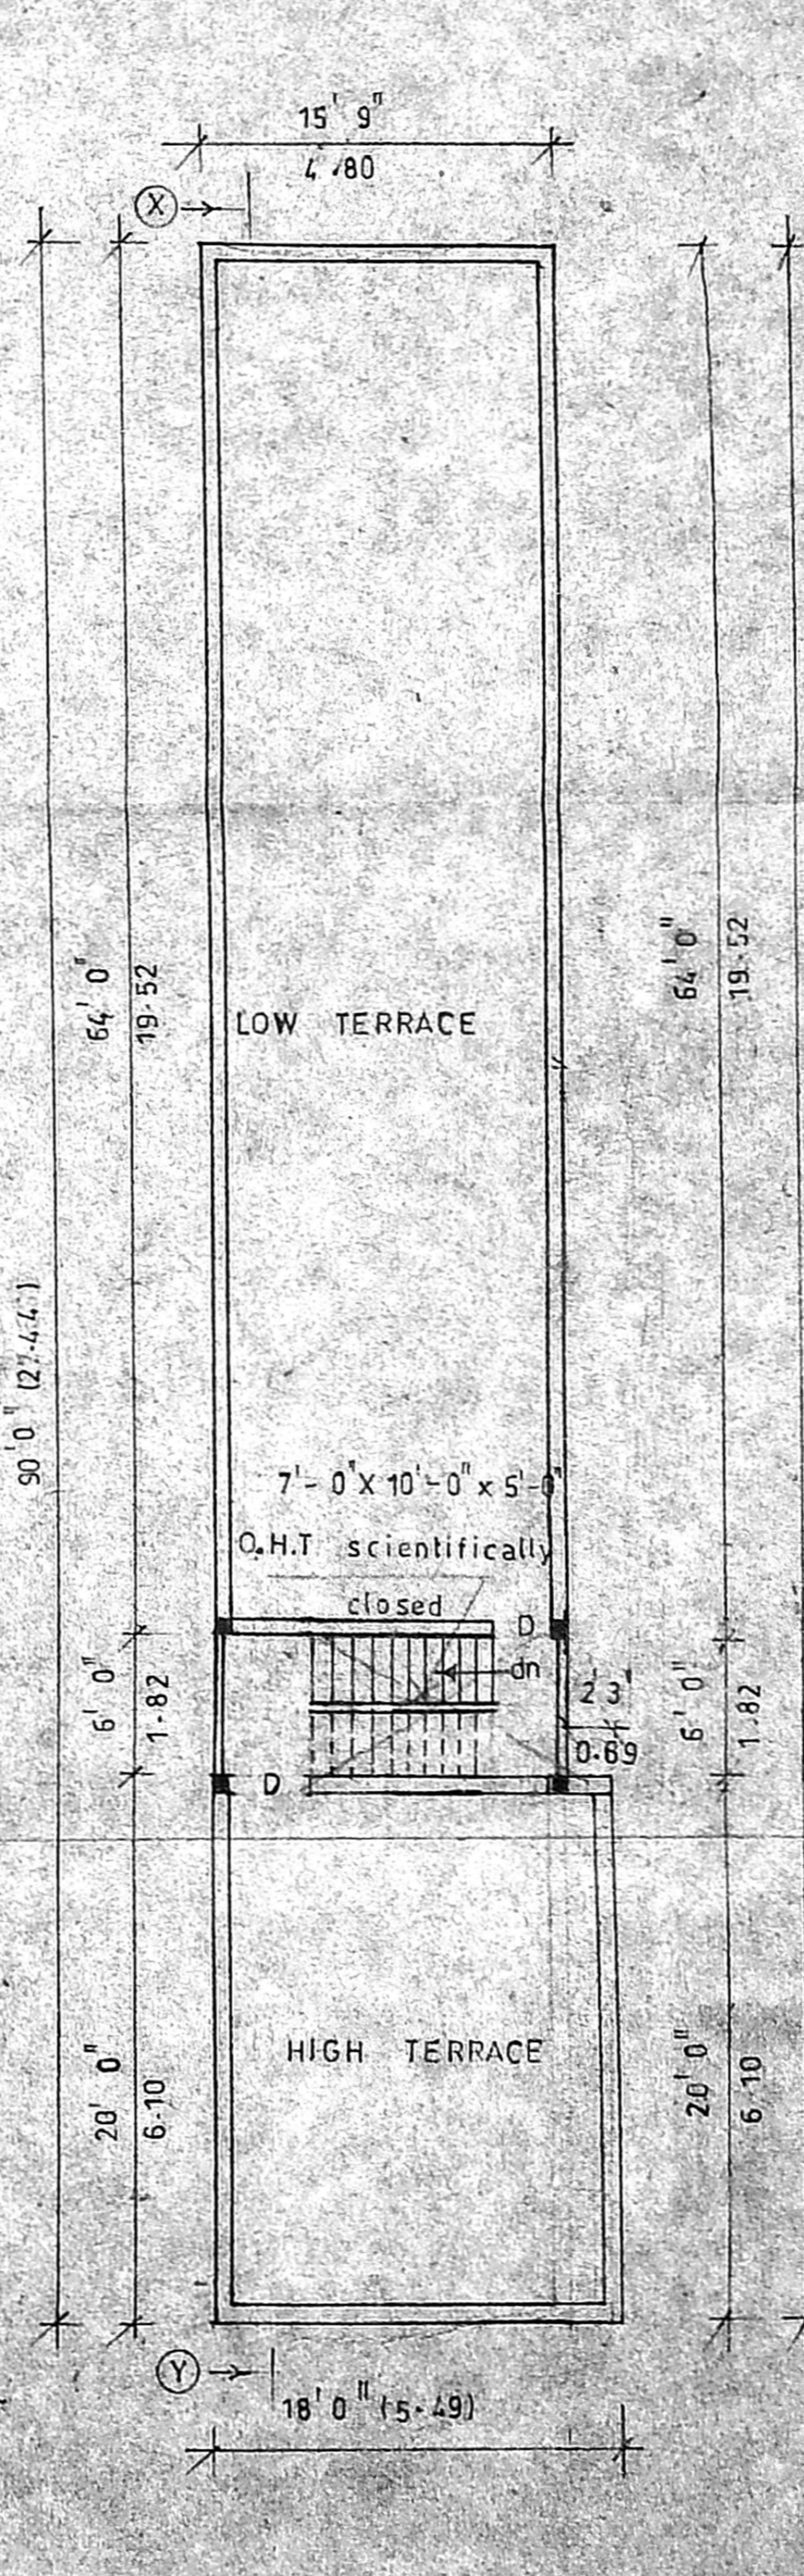 15' 9"
4.80
X
64' 0"
19.52
64' 0"
19.52
LOW TERRACE
90' 0" (27.44)
7'-0" X 10'-0" x 5'-0"
O.H.T scientifically
closed
D
dn
6' 0"
1.82
2' 3"
0.69
6' 0"
1.82
D
HIGH TERRACE
20' 0"
6.10
20' 0"
6.10
Y
18' 0" (5.49)